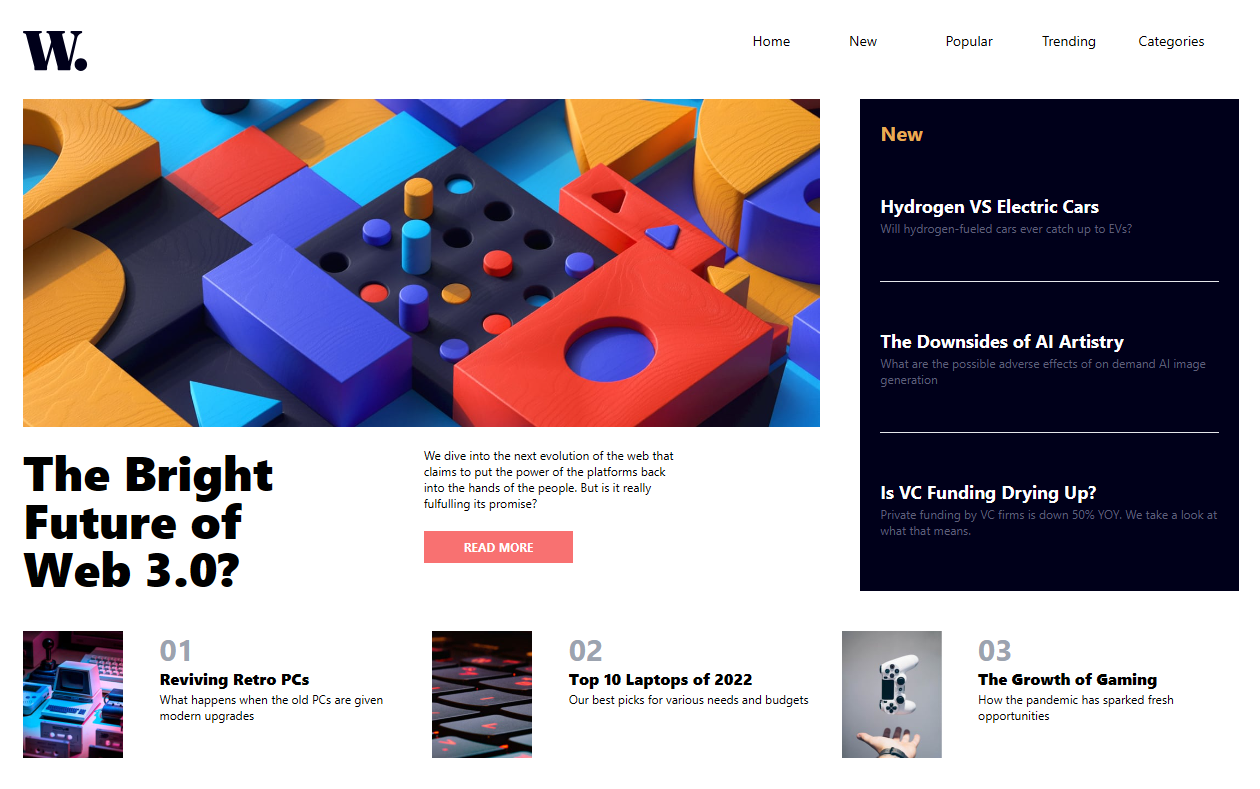 W.
Home New Popular Trending Categories
New
Hydrogen VS Electric Cars
Will hydrogen-fueled cars ever catch up to EVs?
The Downsides of AI Artistry
What are the possible adverse effects of on demand AI image
generation
Is VC Funding Drying Up?
Private funding by VC firms is down 50% YOY. We take a look at
what that means.
The Bright
Future of
Web 3.0?
We dive into the next evolution of the web that
claims to put the power of the platforms back
into the hands of the people. But is it really
fulfulling its promise?
READ MORE
01
Reviving Retro PCs
What happens when the old PCs are given
modern upgrades
02
Top 10 Laptops of 2022
Our best picks for various needs and budgets
03
The Growth of Gaming
How the pandemic has sparked fresh
opportunities